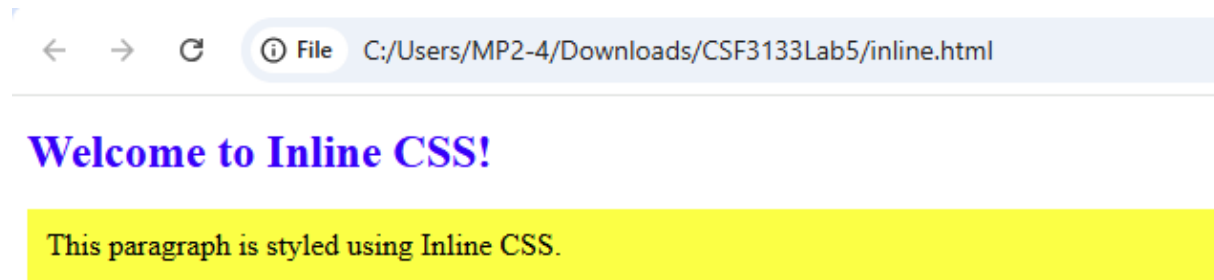 File C:/Users/MP2-4/Downloads/CSF3133Lab5/inline.html
Welcome to Inline CSS!
This paragraph is styled using Inline CSS.